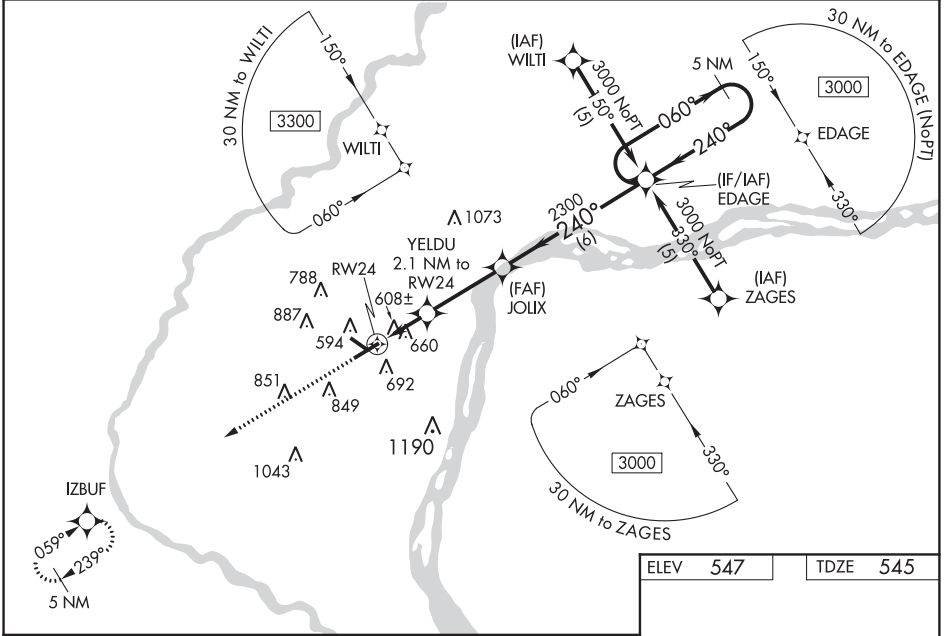 30 NM to WILTI
150°
3300
WILTI
060°
(IAF)
WILTI
3000 NoPT
150°
(5)
5 NM
060°
240°
(IF/IAF)
EDAGE
30 NM to EDAGE (NoPT)
150°
3000
EDAGE
330°
3000 NoPT
330°
(5)
(IAF)
ZAGES
2300
240°
(6)
1073
YELDU
2.1 NM to
RW24
(FAF)
JOLIX
RW24
788
608±
887
594
660
692
851
849
1190
1043
060°
ZAGES
3000
330°
30 NM to ZAGES
IZBUF
059°
239°
5 NM
ELEV 547
TDZE 545